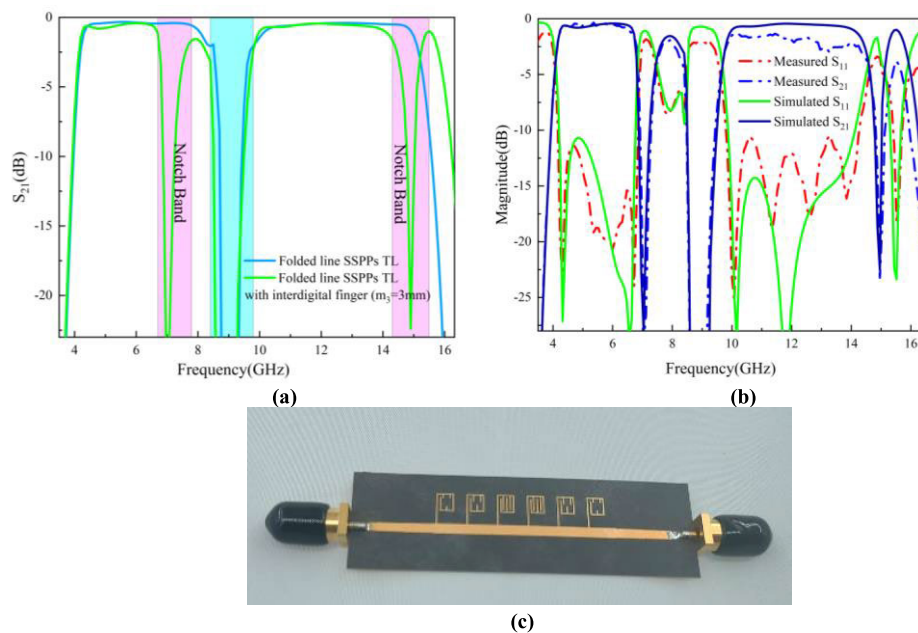 0
-5
-10
-15
-20
S21(dB)
Notch Band
Notch Band
Folded line SSPPs TL
Folded line SSPPs TL
with interdigital finger (m3=3mm)
4 6 8 10 12 14 16
Frequency(GHz)
(a)
0
-5
-10
-15
-20
-25
Magnitude(dB)
Measured S11
Measured S21
Simulated S11
Simulated S21
4 6 8 10 12 14 16
Frequency(GHz)
(b)
(c)